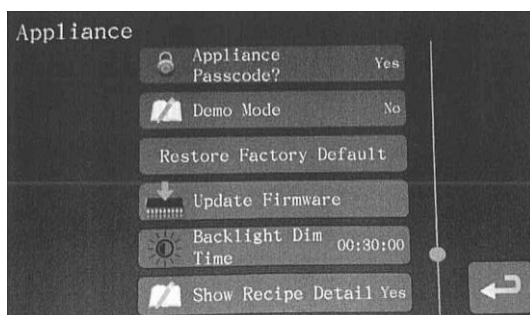 Appliance
Appliance Yes
Passcode?
Demo Mode No
Restore Factory Default
Update Firmware
Backlight Dim 00:30:00
Time
Show Recipe Detail Yes